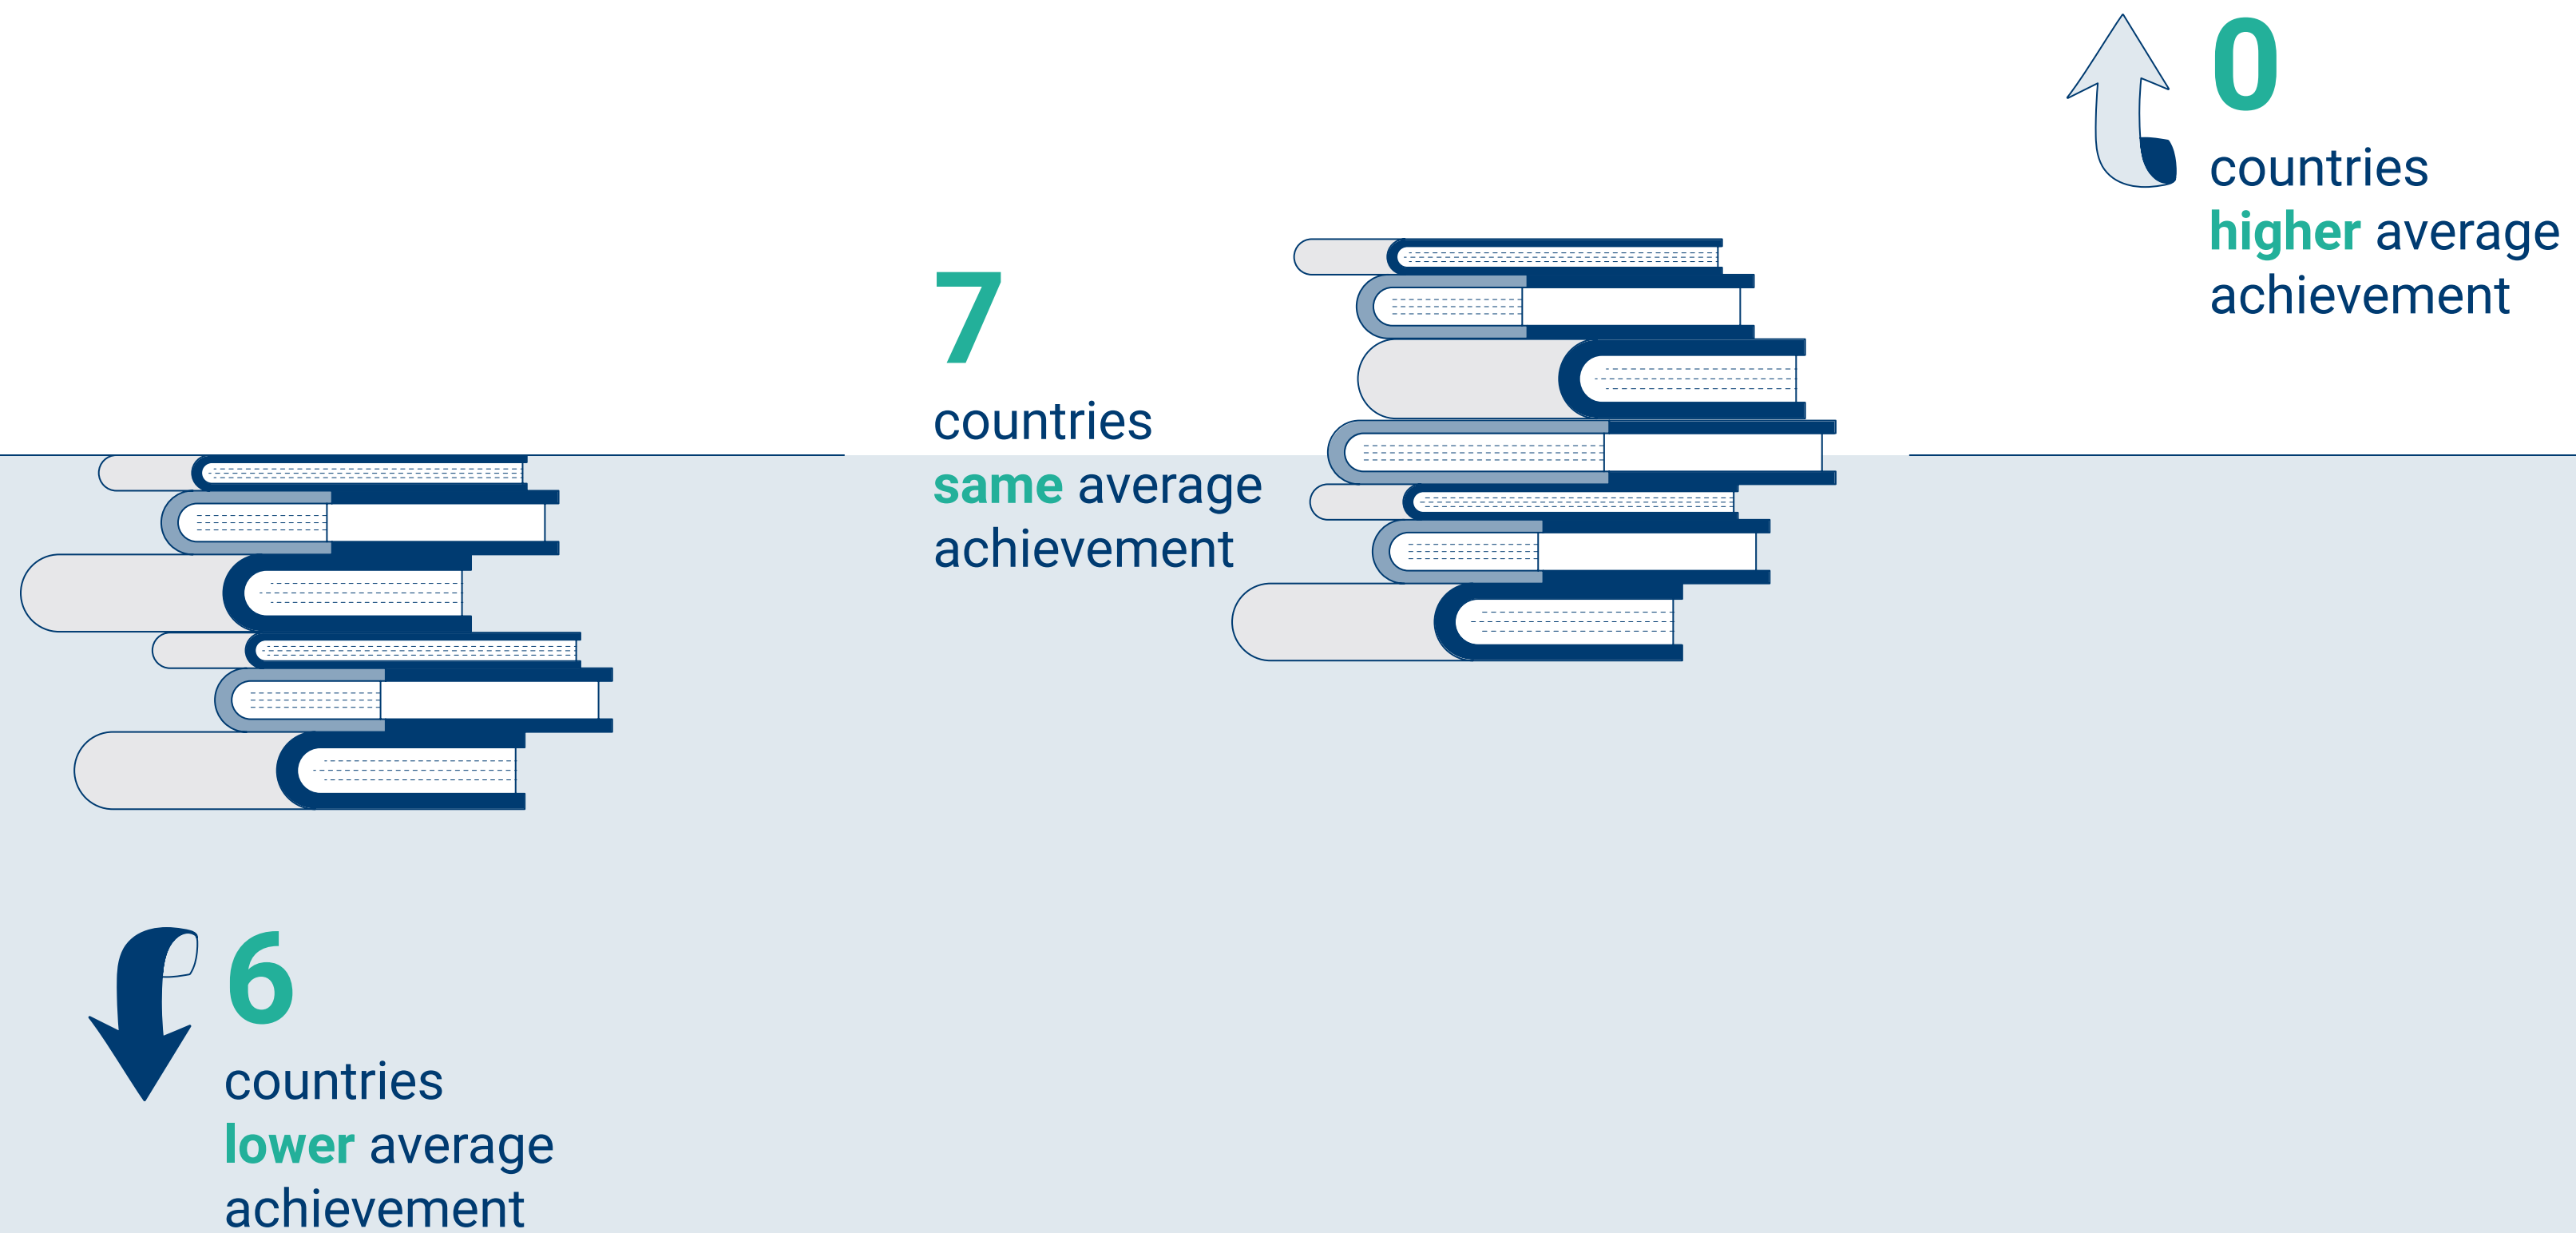 6
countries
lower average
achievement
7
countries
same average
achievement
0
countries
higher average
achievement